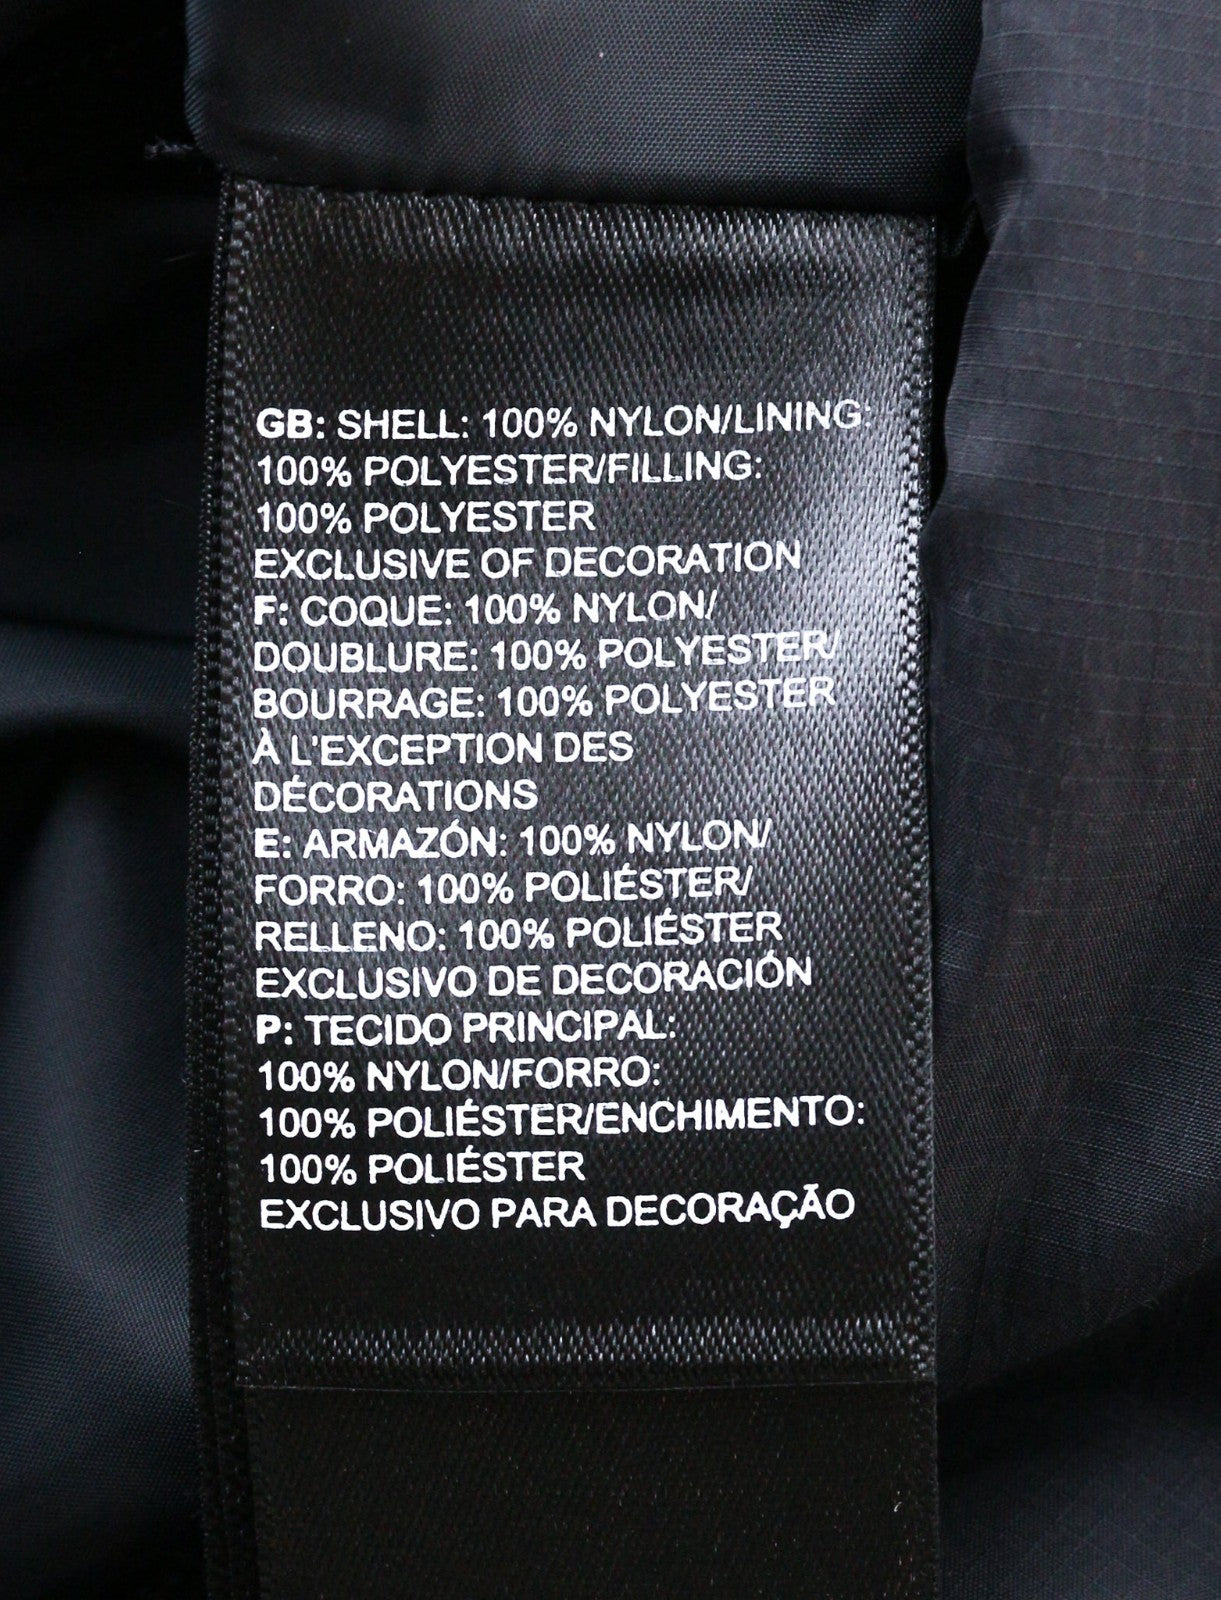 GB: SHELL: 100% NYLON/LINING:
100% POLYESTER/FILLING:
100% POLYESTER
EXCLUSIVE OF DECORATION
F: COQUE: 100% NYLON/
DOUBLURE: 100% POLYESTER/
BOURRAGE: 100% POLYESTER
À L'EXCEPTION DES
DÉCORATIONS
E: ARMAZÓN: 100% NYLON/
FORRO: 100% POLIÉSTER/
RELLENO: 100% POLIÉSTER
EXCLUSIVO DE DECORACIÓN
P: TECIDO PRINCIPAL:
100% NYLON/FORRO:
100% POLIÉSTER/ENCHIMENTO:
100% POLIÉSTER
EXCLUSIVO PARA DECORAÇÃO